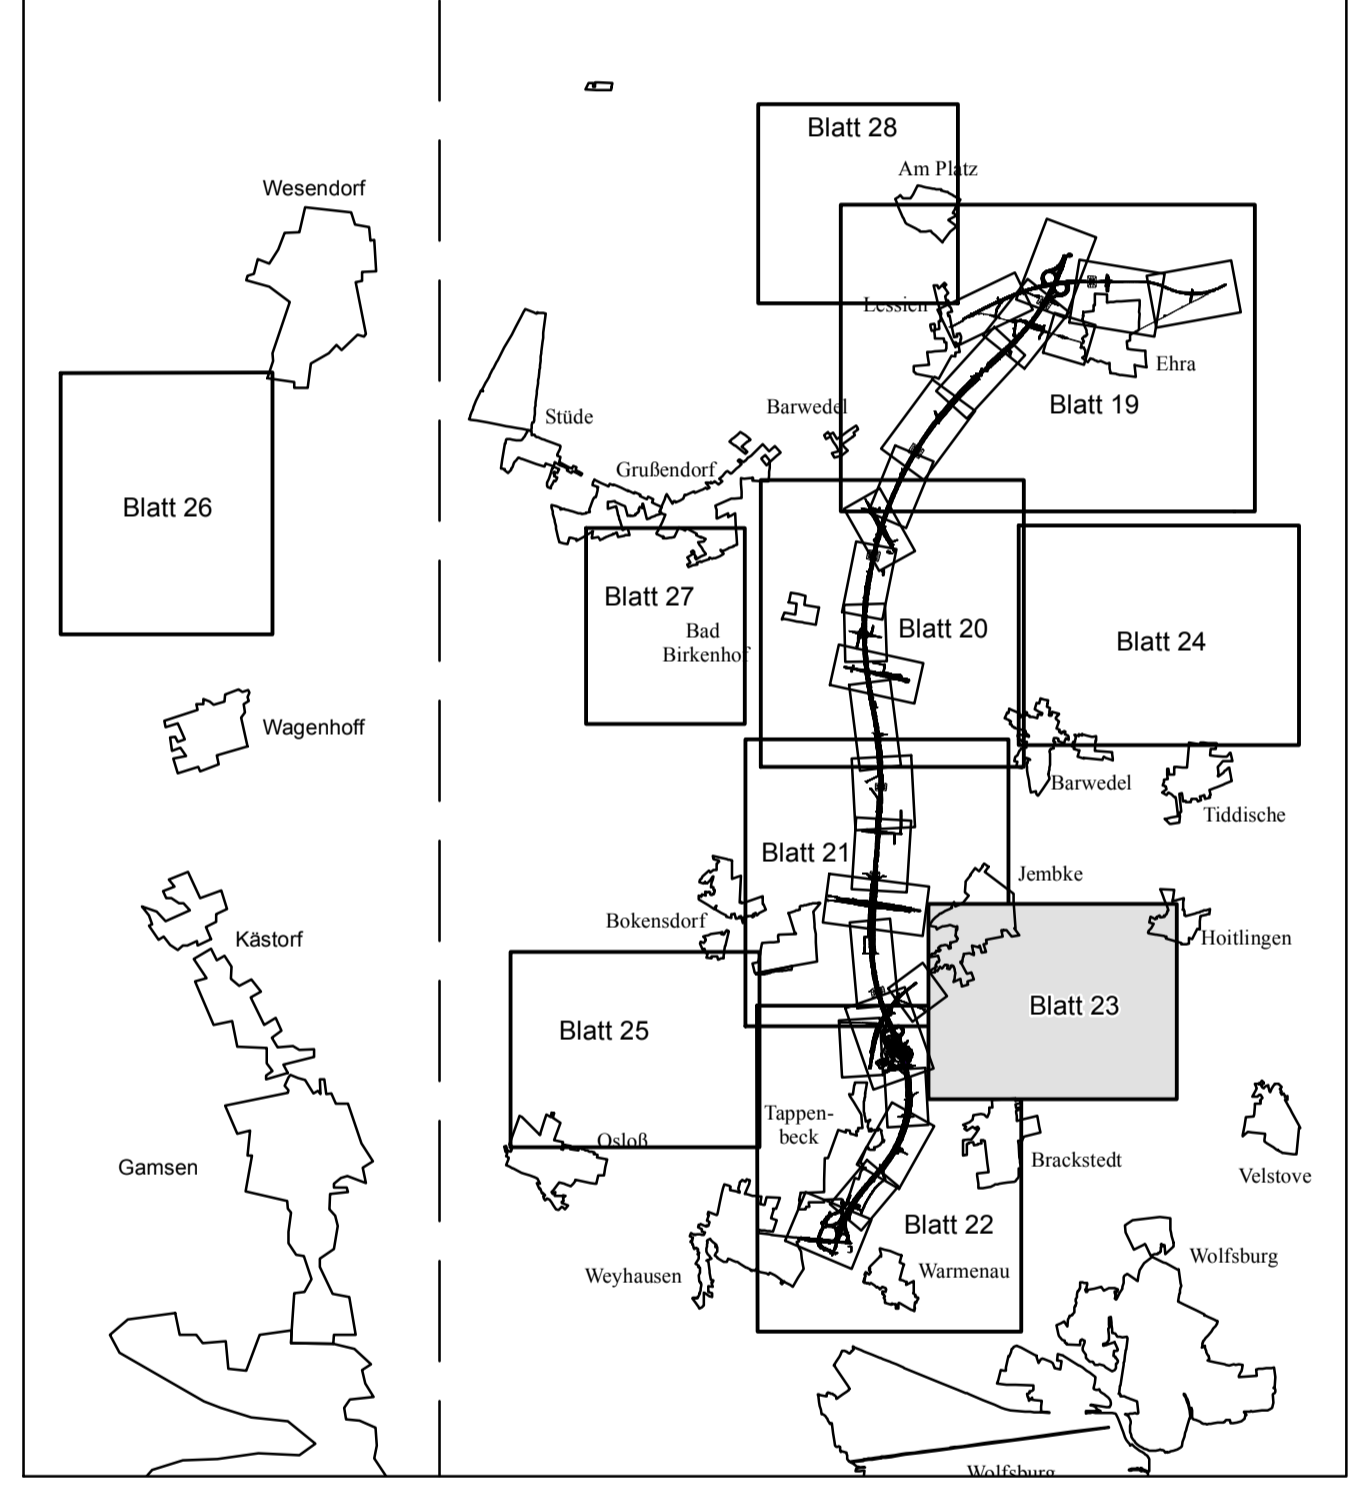 Blatt 28
Am Platz
Wesendorf
Lessien
Ehra
Blatt 19
Barwedel
Stüde
Grußendorf
Blatt 26
Blatt 27
Bad
Birkenhof
Blatt 20
Blatt 24
Wagenhoff
Barwedel
Tiddische
Blatt 21
Jembke
Bokensdorf
Kästorf
Hoitlingen
Blatt 23
Blatt 25
Tappen-
beck
Osloß
Gamsen
Brackstedt
Velstove
Blatt 22
Wolfsburg
Weyhausen
Warmenau
Wolfsburg